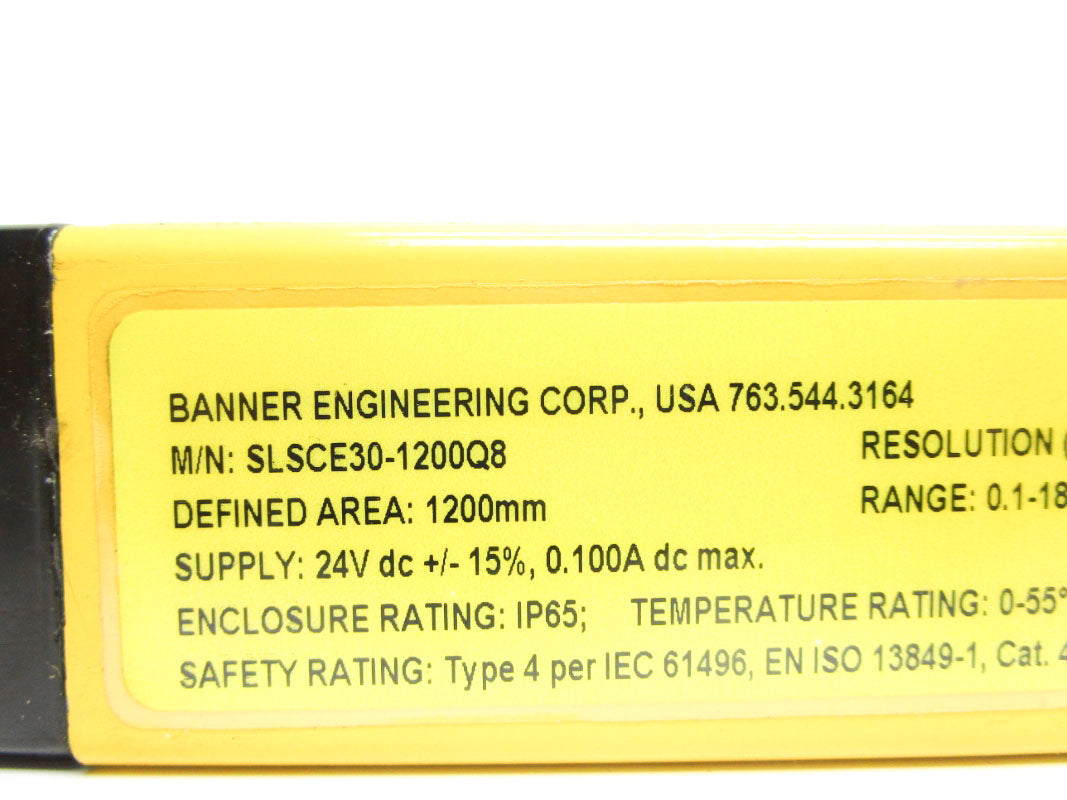 BANNER ENGINEERING CORP., USA 763.544.3164
M/N: SLSCE30-1200Q8
RESOLUTION (
DEFINED AREA: 1200mm
RANGE: 0.1-18
SUPPLY: 24V dc +/- 15%, 0.100A dc max.
ENCLOSURE RATING: IP65; TEMPERATURE RATING: 0-55°
SAFETY RATING: Type 4 per IEC 61496, EN ISO 13849-1, Cat. 4